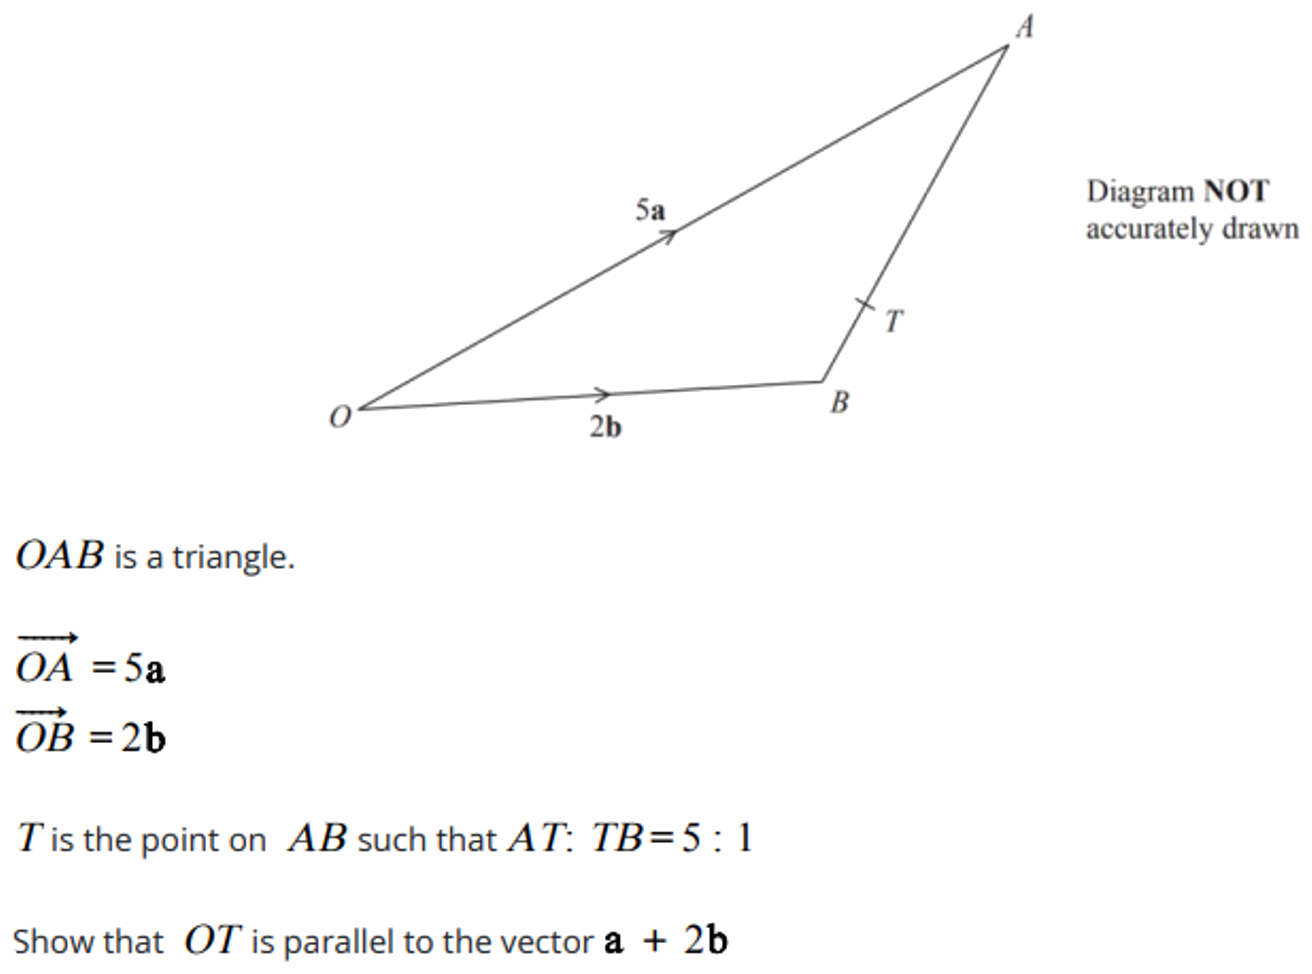 A
5a
Diagram NOT
accurately drawn
T
O
B
2b
OAB is a triangle.
OA = 5a
OB = 2b
T is the point on AB such that AT: TB = 5 : 1
Show that OT is parallel to the vector a + 2b